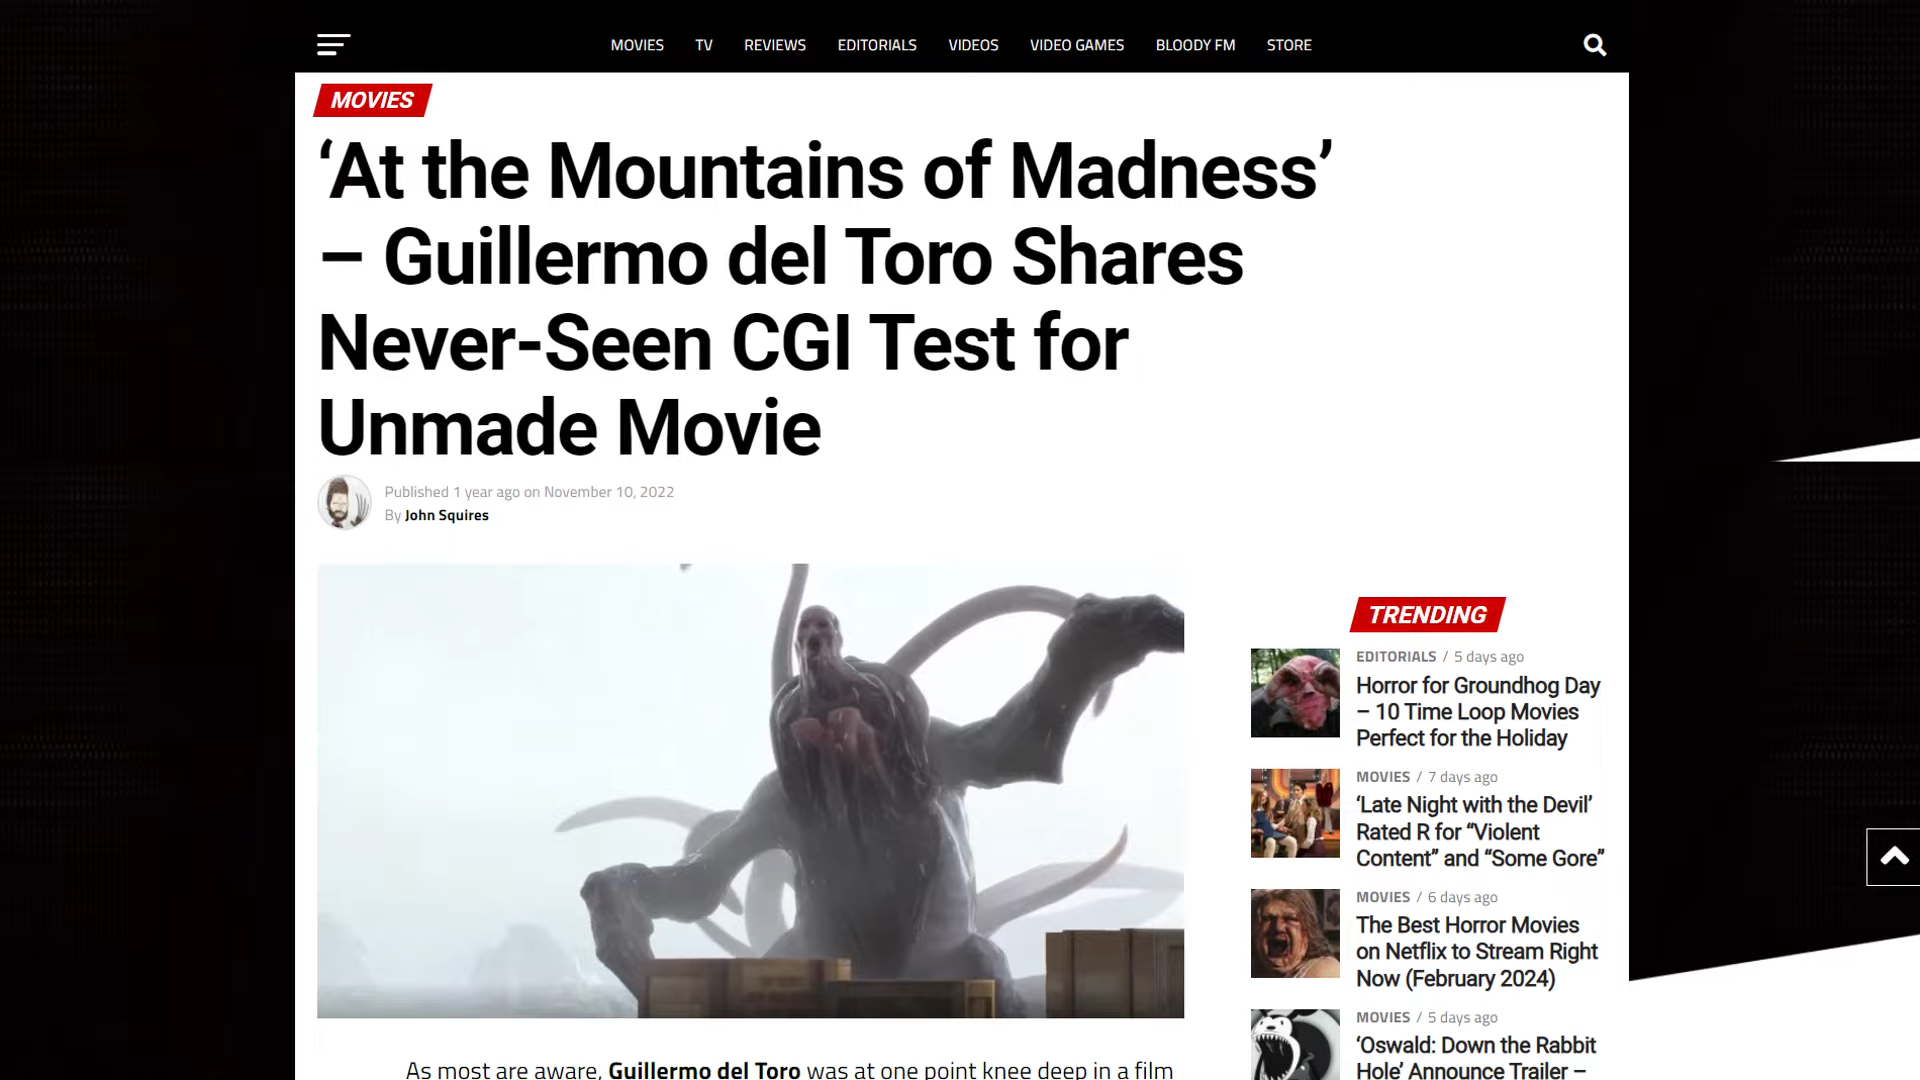 MOVIES TV REVIEWS EDITORIALS VIDEOS VIDEO GAMES BLOODY FM STORE
MOVIES
‘At the Mountains of Madness’
– Guillermo del Toro Shares
Never-Seen CGI Test for
Unmade Movie
Published 1 year ago on November 10, 2022
By John Squires
TRENDING
EDITORIALS / 5 days ago
Horror for Groundhog Day
– 10 Time Loop Movies
Perfect for the Holiday
MOVIES / 7 days ago
‘Late Night with the Devil’
Rated R for “Violent
Content” and “Some Gore”
MOVIES / 6 days ago
The Best Horror Movies
on Netflix to Stream Right
Now (February 2024)
MOVIES / 5 days ago
‘Oswald: Down the Rabbit
Hole’ Announce Trailer –
As most are aware, Guillermo del Toro was at one point knee deep in a film